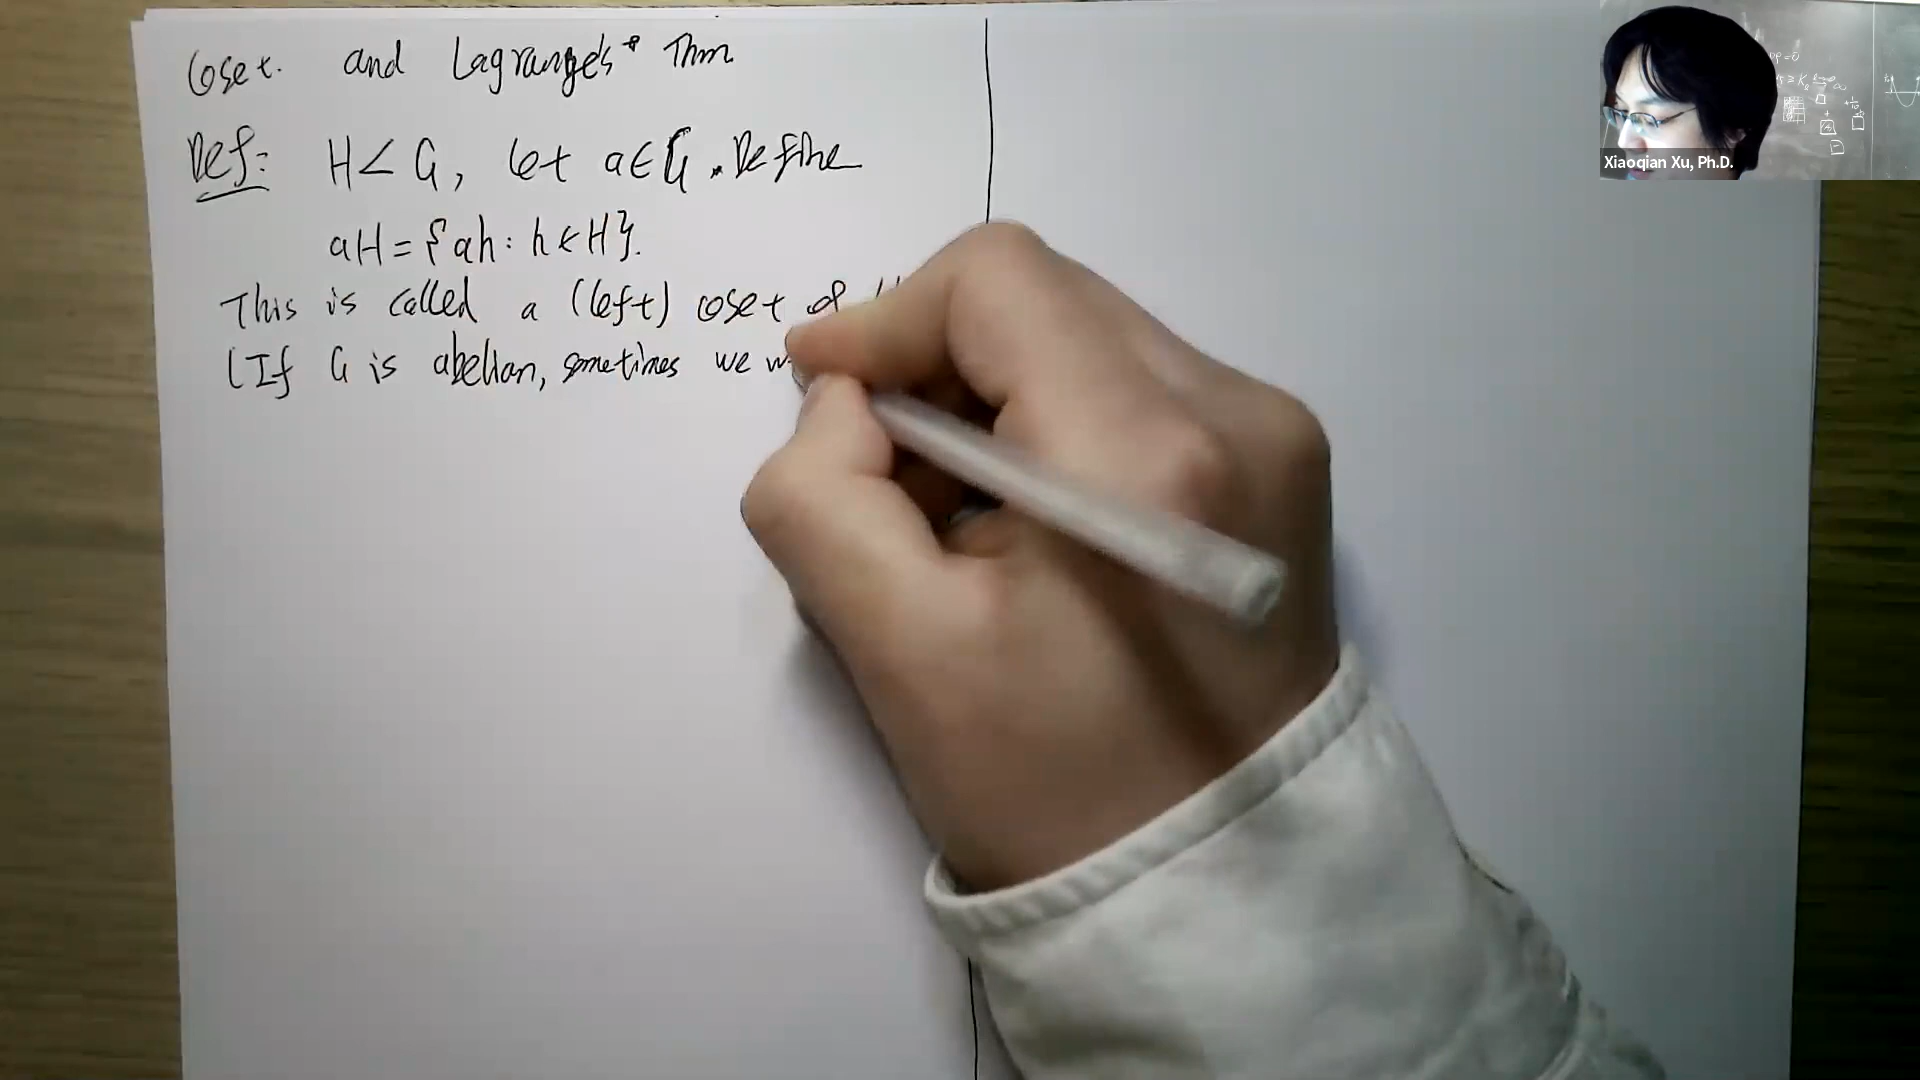 Coset. and Lagrange's Thm
Def: H < G, let a ∈ G. Define
aH = {ah : h ∈ H}.
This is called a (left) coset of
(If G is abelian, sometimes we
Xiaoqian Xu, Ph.D.